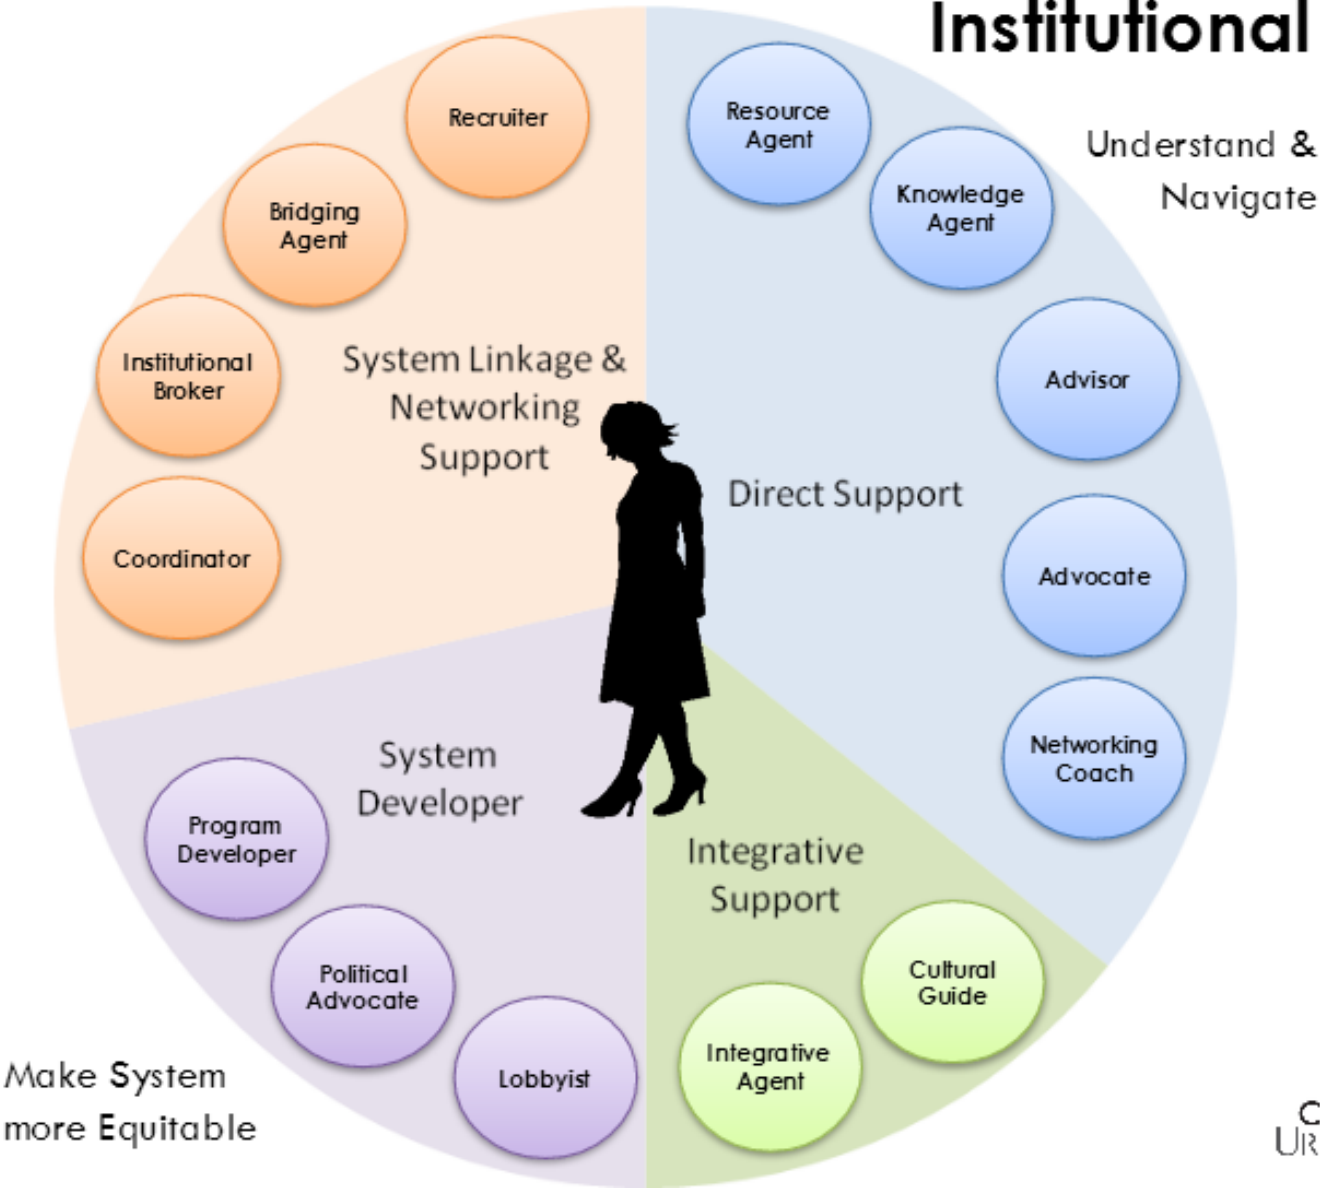 Institutional
Understand &
Navigate
Recruiter
Bridging
Agent
Institutional
Broker
Coordinator
System Linkage &
Networking
Support
Resource
Agent
Knowledge
Agent
Advisor
Advocate
Networking
Coach
Direct Support
System
Developer
Program
Developer
Political
Advocate
Lobbyist
Integrative
Support
Cultural
Guide
Integrative
Agent
Make System
more Equitable
C
UR